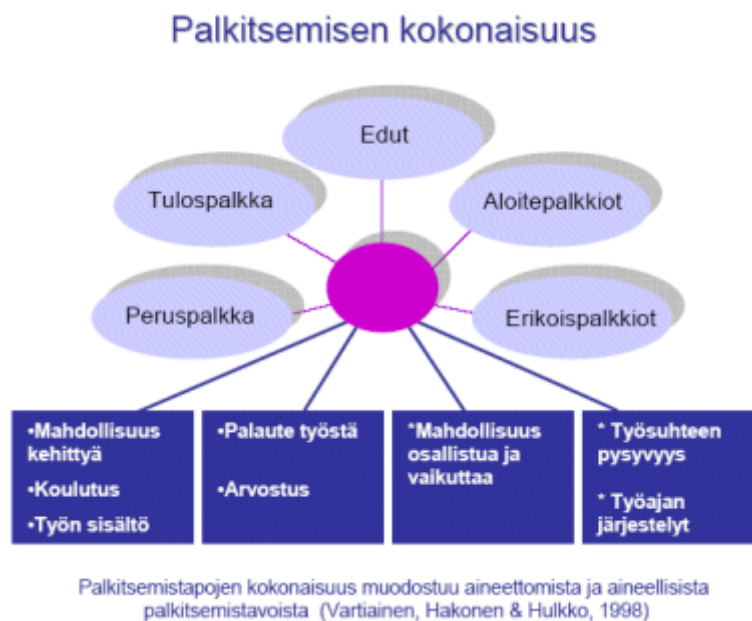 Palkitsemisen kokonaisuus
Edut
Tulospalkka
Aloitepalkkiot
Peruspalkka
Erikoispalkkiot
•Mahdollisuus
kehittyä
•Koulutus
•Työn sisältö
•Palaute työstä
•Arvostus
*Mahdollisuus
osallistua ja
vaikuttaa
* Työsuhteen
pysyvyys
* Työajan
järjestelyt
Palkitsemistapojen kokonaisuus muodostuu aineettomista ja aineellisista
palkitsemistavoista (Vartiainen, Hakonen & Hulkko, 1998)